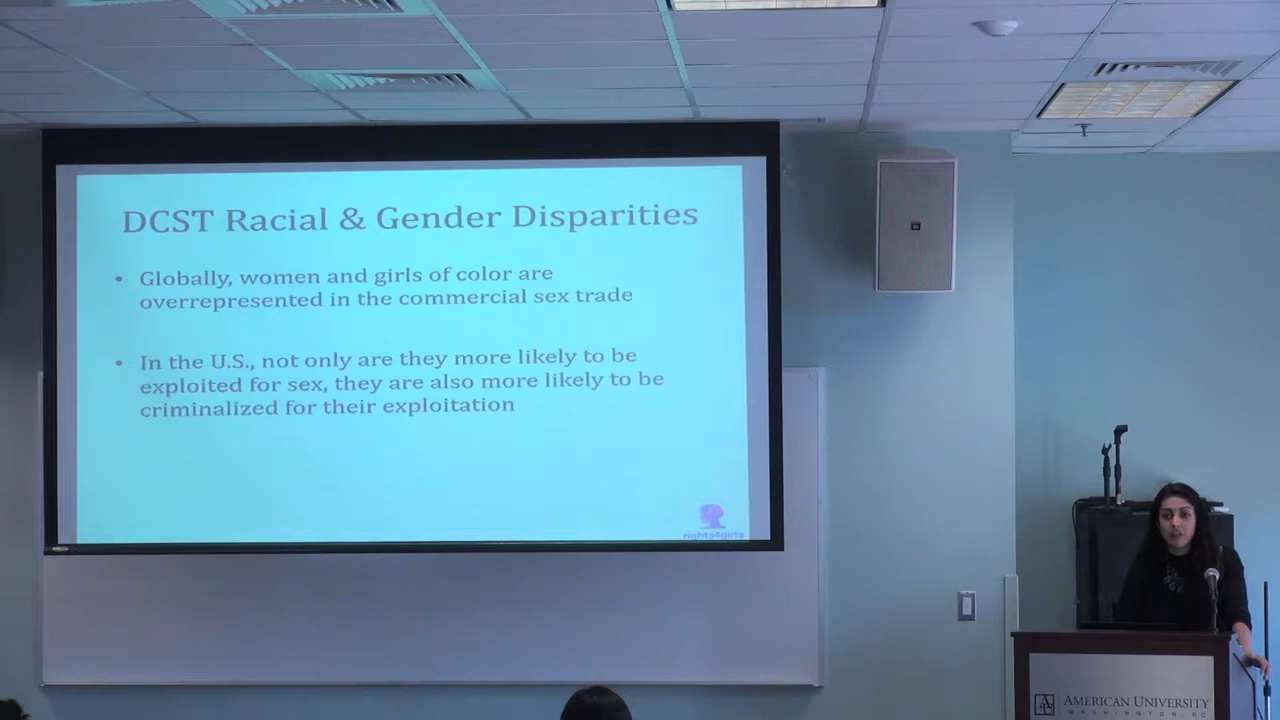 DCST Racial & Gender Disparities
• Globally, women and girls of color are
overrepresented in the commercial sex trade
• In the U.S., not only are they more likely to be
exploited for sex, they are also more likely to be
criminalized for their exploitation
rights4girls
AMERICAN UNIVERSITY
WASHINGTON, DC